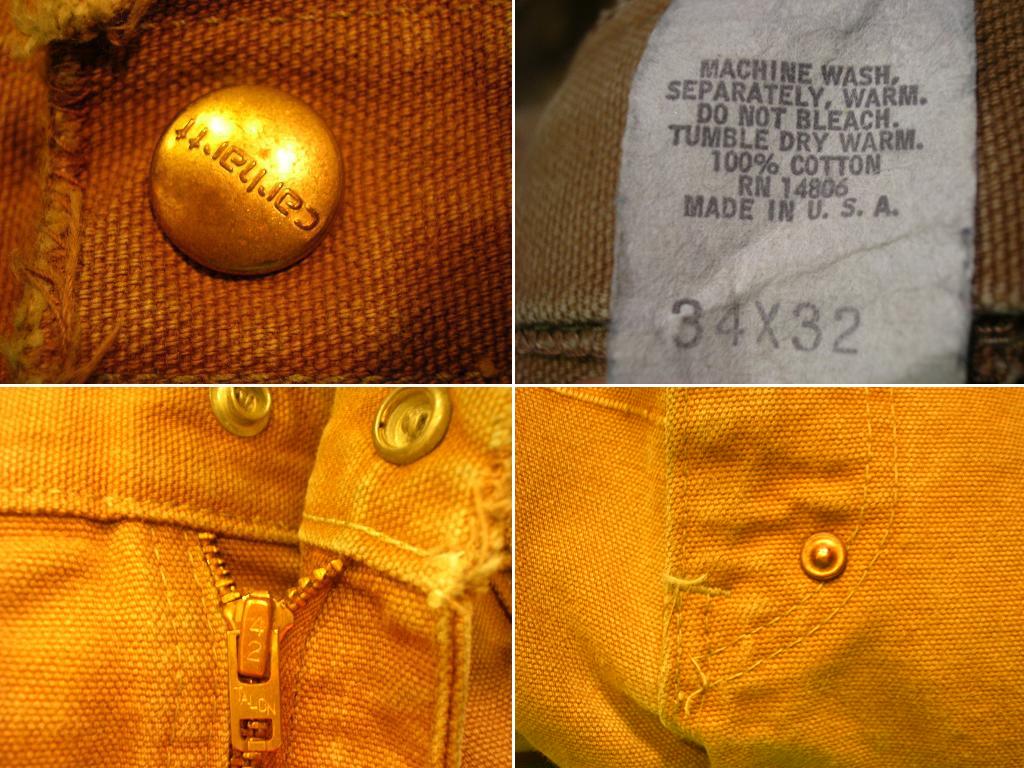 carhartt
MACHINE WASH,
SEPARATELY, WARM.
DO NOT BLEACH.
TUMBLE DRY WARM.
100% COTTON
RN 14806
MADE IN U. S. A.
34X32
42
TALON